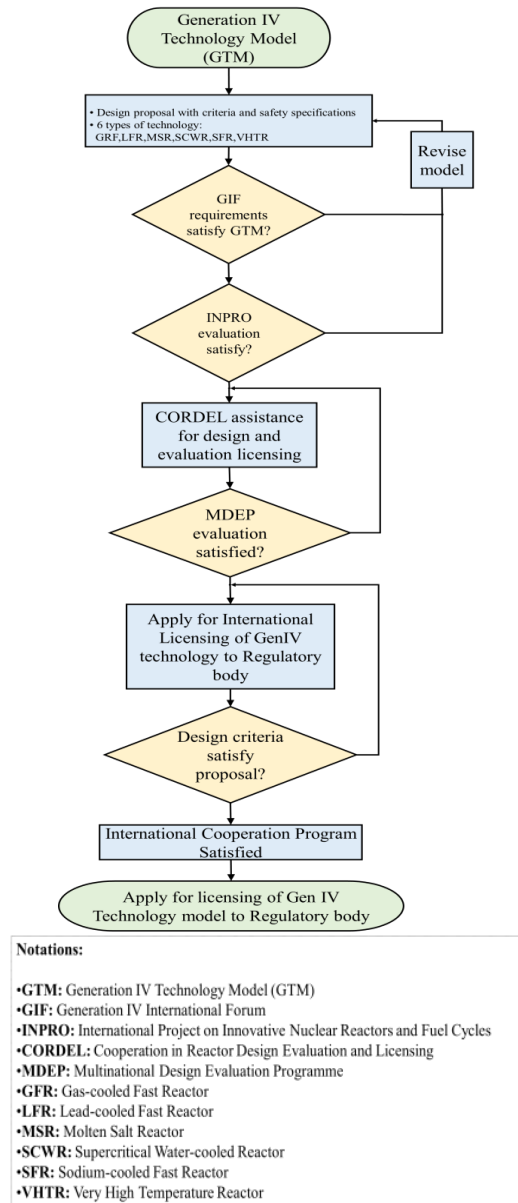 Generation IV
Technology Model
(GTM)
• Design proposal with criteria and safety specifications
• 6 types of technology:
GRF,LFR,MSR,SCWR,SFR,VHTR
Revise
model
GIF
requirements
satisfy GTM?
INPRO
evaluation
satisfy?
CORDEL assistance
for design and
evaluation licensing
MDEP
evaluation
satisfied?
Apply for International
Licensing of GenIV
technology to Regulatory
body
Design criteria
satisfy
proposal?
International Cooperation Program
Satisfied
Apply for licensing of Gen IV
Technology model to Regulatory body
Notations:
•GTM: Generation IV Technology Model (GTM)
•GIF: Generation IV International Forum
•INPRO: International Project on Innovative Nuclear Reactors and Fuel Cycles
•CORDEL: Cooperation in Reactor Design Evaluation and Licensing
•MDEP: Multinational Design Evaluation Programme
•GFR: Gas-cooled Fast Reactor
•LFR: Lead-cooled Fast Reactor
•MSR: Molten Salt Reactor
•SCWR: Supercritical Water-cooled Reactor
•SFR: Sodium-cooled Fast Reactor
•VHTR: Very High Temperature Reactor